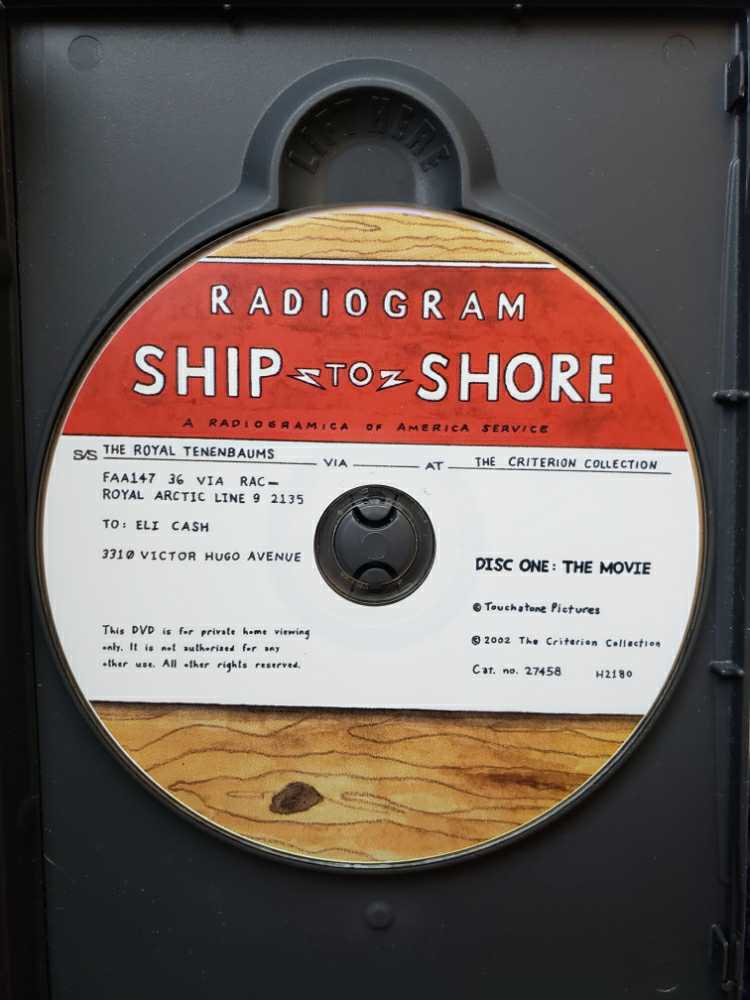 LIFT HERE
RADIOGRAM
SHIP TO SHORE
A RADIOGRAMICA OF AMERICA SERVICE
S/S THE ROYAL TENENBAUMS VIA AT THE CRITERION COLLECTION
FAA147 36 VIA RAC—
ROYAL ARCTIC LINE 9 2135
TO: ELI CASH
3310 VICTOR HUGO AVENUE
DISC ONE: THE MOVIE
© Touchstone Pictures
This DVD is for private home viewing
only. It is not authorized for any
other use. All other rights reserved.
© 2002 The Criterion Collection
Cat. no. 27458 H2180